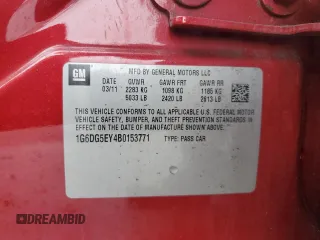 GM
MFD BY GENERAL MOTORS LLC
03/11 GVWR GAWR FRT GAWR RR
2283 KG 1098 KG 1185 KG
5033 LB 2420 LB 2613 LB
THIS VEHICLE CONFORMS TO ALL APPLICABLE U.S. FEDERAL MOTOR
VEHICLE SAFETY, BUMPER, AND THEFT PREVENTION STANDARDS IN
EFFECT ON THE DATE OF MANUFACTURE SHOWN ABOVE.
1G6DG5EY4B0153771 TYPE: PASS CAR
DREAMBID